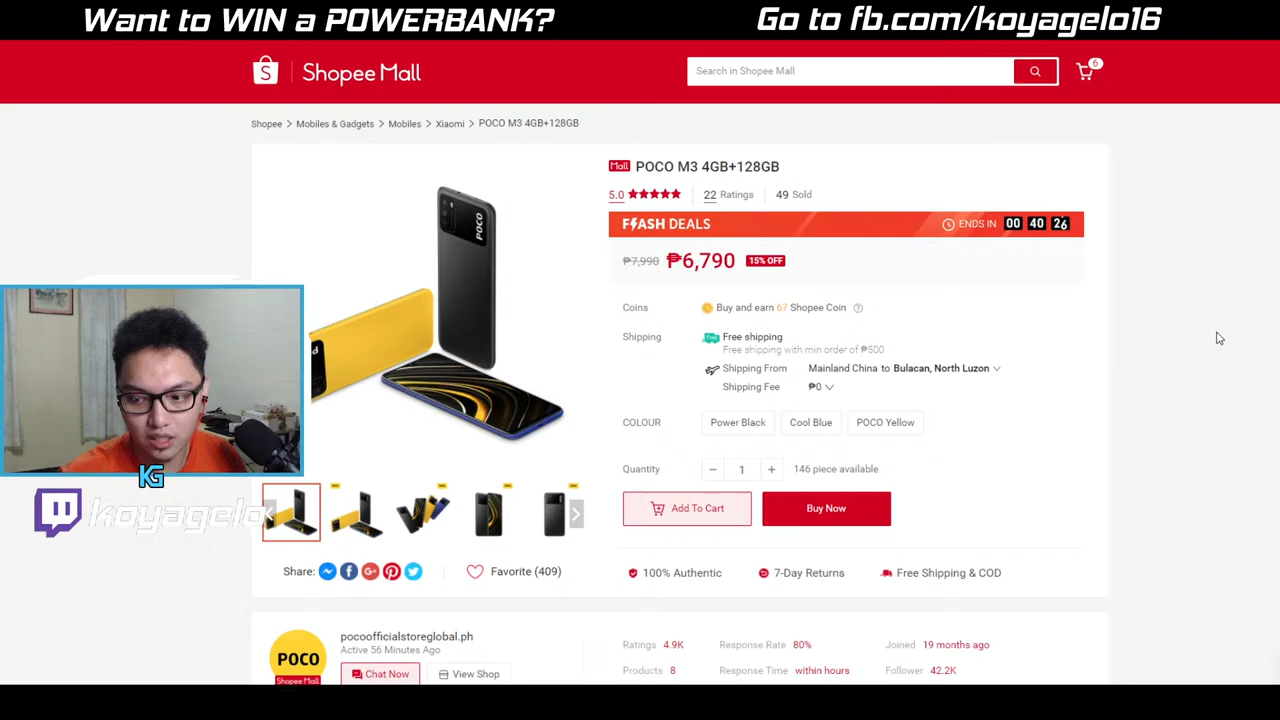 Want to WIN a POWERBANK?
Go to fb.com/koyagelo16
Shopee Mall
Search in Shopee Mall
6
Shopee > Mobiles & Gadgets > Mobiles > Xiaomi > POCO M3 4GB+128GB
Mall POCO M3 4GB+128GB
5.0 22 Ratings 49 Sold
FLASH DEALS ENDS IN 00 40 26
₱7,990 ₱6,790 15% OFF
Coins Buy and earn 67 Shopee Coin
Shipping Free shipping
Free shipping with min order of ₱500
Shipping From Mainland China to Bulacan, North Luzon
Shipping Fee ₱0
COLOUR Power Black Cool Blue POCO Yellow
Quantity − 1 + 146 piece available
Add To Cart Buy Now
POCO
KG
koyagelo
Share: Favorite (409)
100% Authentic 7-Day Returns Free Shipping & COD
POCO
Shopee Mall
pocoofficialstoreglobal.ph
Active 56 Minutes Ago
Chat Now View Shop
Ratings 4.9K Response Rate 80% Joined 19 months ago
Products 8 Response Time within hours Follower 42.2K